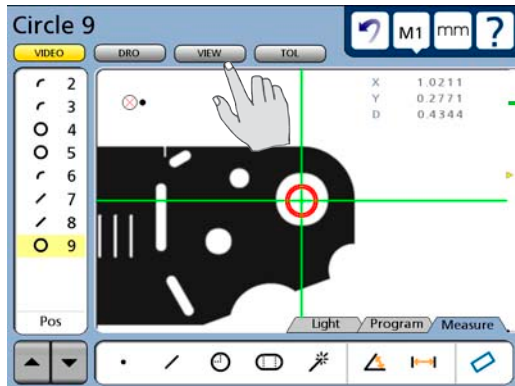 Circle 9
M1 mm ?
VIDEO DRO VIEW TOL
X 1.0211
Y 0.2771
D 0.4344
2
3
4
5
6
7
8
9
Pos
Light Program Measure